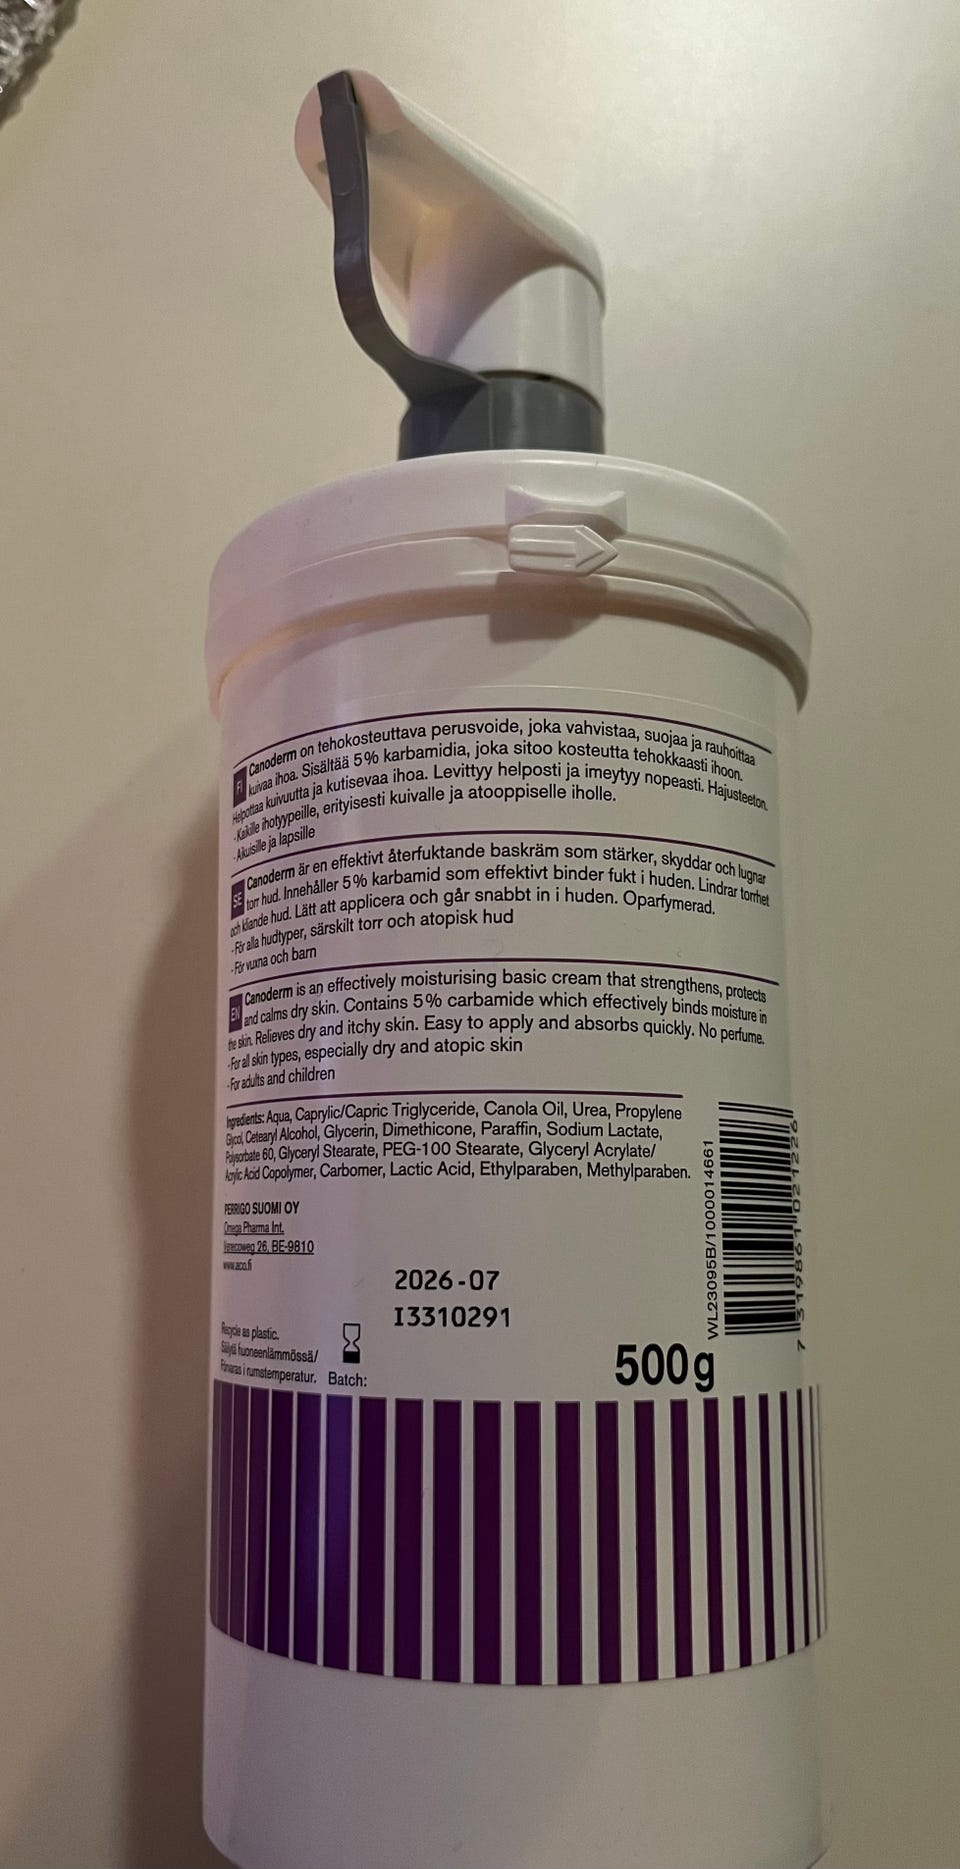 FI Canoderm on tehokosteuttava perusvoide, joka vahvistaa, suojaa ja rauhoittaa
kuivaa ihoa. Sisältää 5% karbamidia, joka sitoo kosteutta tehokkaasti ihoon.
Helpottaa kuivuutta ja kutisevaa ihoa. Levittyy helposti ja imeytyy nopeasti. Hajusteeton.
- Kaikille ihotyypeille, erityisesti kuivalle ja atooppiselle iholle.
- Aikuisille ja lapsille
SE Canoderm är en effektivt återfuktande baskräm som stärker, skyddar och lugnar
torr hud. Innehåller 5% karbamid som effektivt binder fukt i huden. Lindrar torrhet
och kliande hud. Lätt att applicera och går snabbt in i huden. Oparfymerad.
- För alla hudtyper, särskilt torr och atopisk hud
- För vuxna och barn
EN Canoderm is an effectively moisturising basic cream that strengthens, protects
and calms dry skin. Contains 5% carbamide which effectively binds moisture in
the skin. Relieves dry and itchy skin. Easy to apply and absorbs quickly. No perfume.
- For all skin types, especially dry and atopic skin
- For adults and children
Ingredients: Aqua, Caprylic/Capric Triglyceride, Canola Oil, Urea, Propylene
Glycol, Cetearyl Alcohol, Glycerin, Dimethicone, Paraffin, Sodium Lactate,
Polysorbate 60, Glyceryl Stearate, PEG-100 Stearate, Glyceryl Acrylate/
Acrylic Acid Copolymer, Carbomer, Lactic Acid, Ethylparaben, Methylparaben.
PERRIGO SUOMI OY
Omega Pharma Int.
Venecoweg 26, BE-9810
www.aco.fi
2026-07
I3310291
Recycle as plastic.
Säilytä huoneenlämmössä/
Förvaras i rumstemperatur. Batch:
500g
WL23095B/1000014661
7 319861 021226